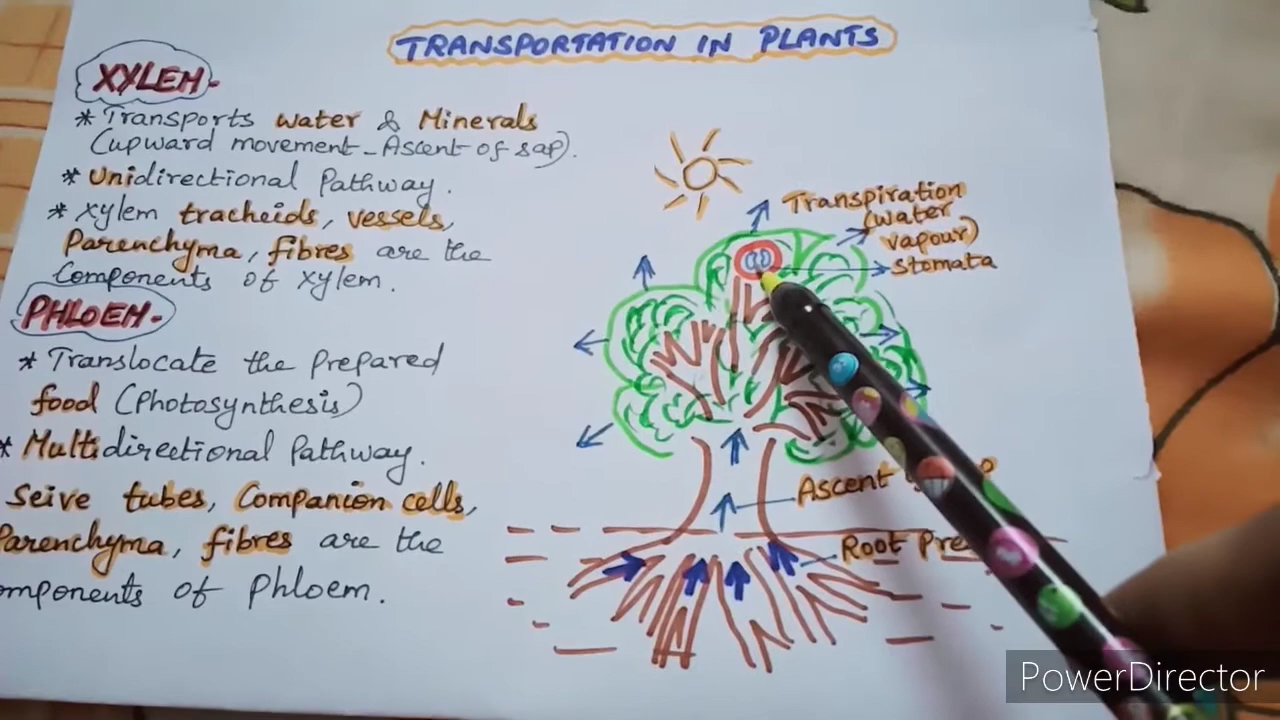 TRANSPORTATION IN PLANTS
XYLEM-
* Transports water & Minerals
(upward movement-Ascent of sap).
* Unidirectional Pathway.
* Xylem tracheids, vessels,
Parenchyma, fibres are the
Components of xylem.
PHLOEM-
* Translocate the prepared
food (Photosynthesis)
* Multidirectional Pathway.
Seive tubes, Companion cells,
Parenchyma, fibres are the
omponents of Phloem.
Transpiration
(water
vapour)
Stomata
Ascent
Root Pre
PowerDirector